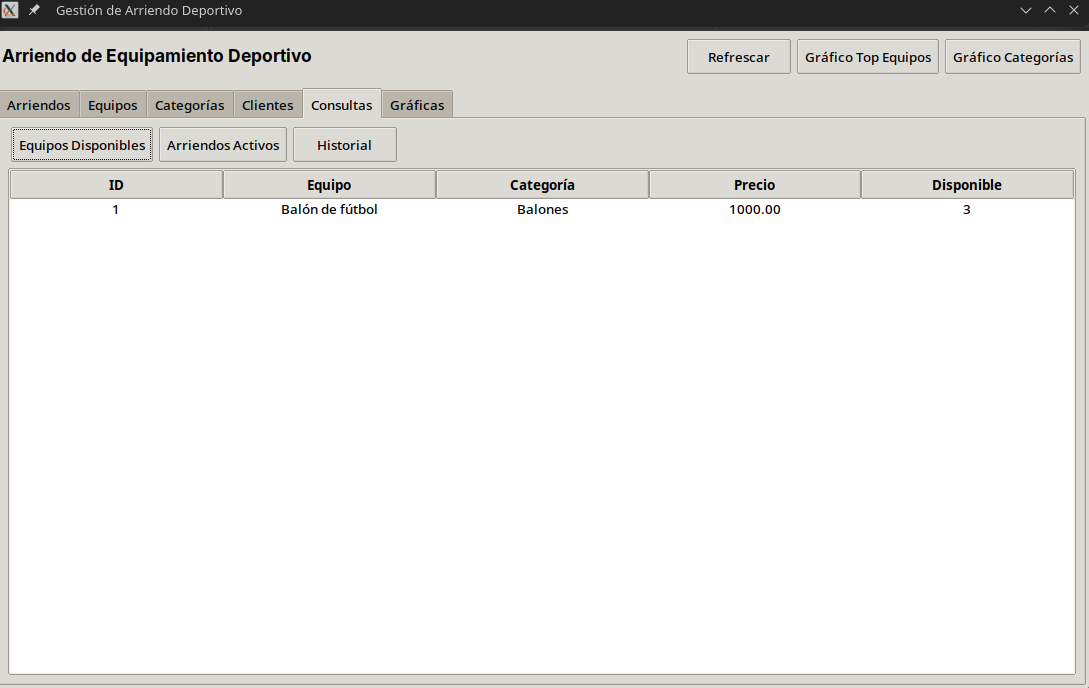 Gestión de Arriendo Deportivo
Arriendo de Equipamiento Deportivo
Refrescar
Gráfico Top Equipos
Gráfico Categorías
Arriendos Equipos Categorías Clientes Consultas Gráficas
Equipos Disponibles Arriendos Activos Historial
ID Equipo Categoría Precio Disponible
1 Balón de fútbol Balones 1000.00 3